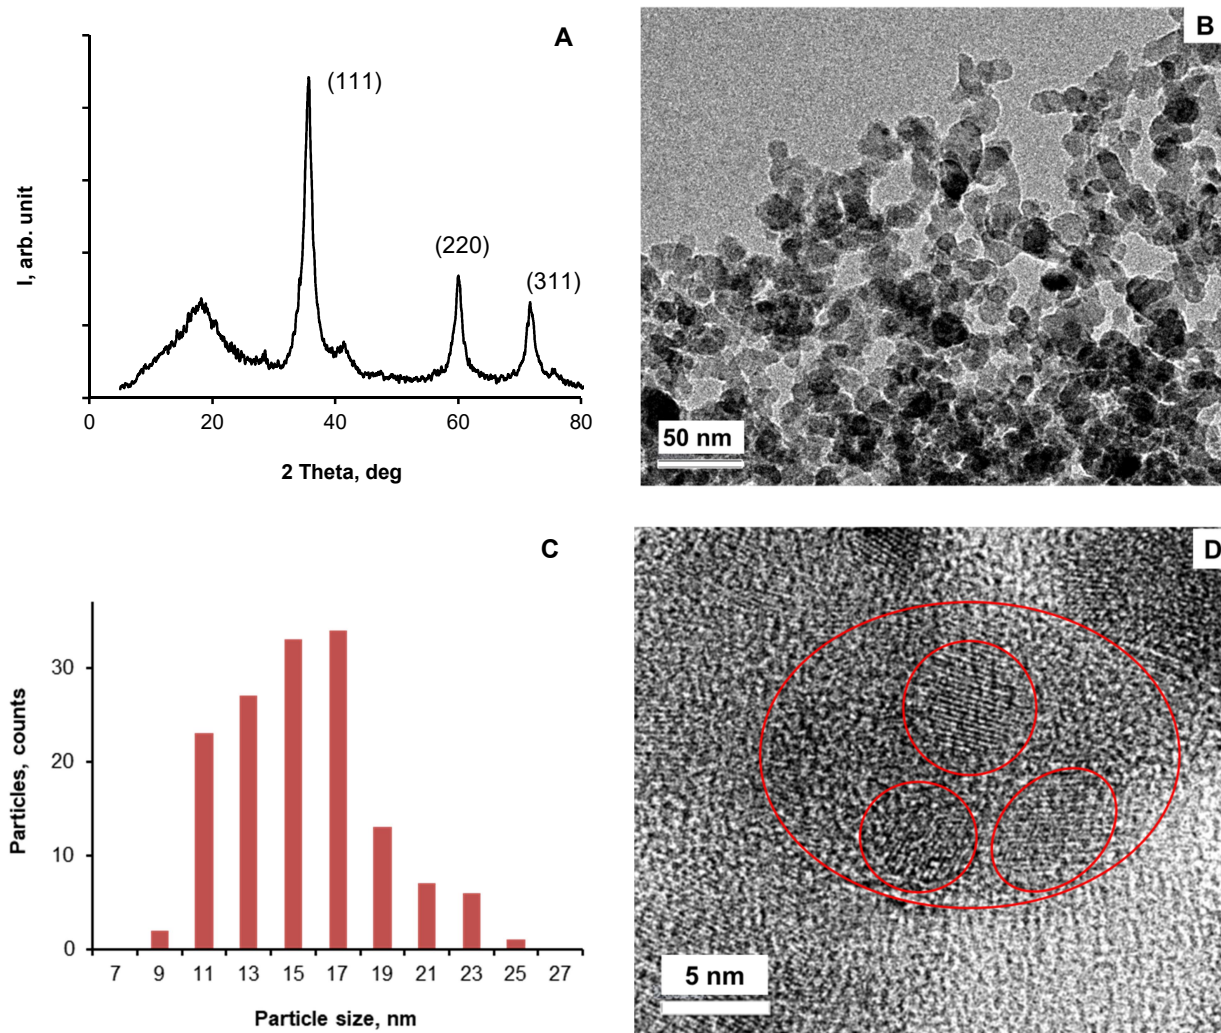 A
(111)
(220)
(311)
I, arb. unit
0 20 40 60 80
2 Theta, deg
B
50 nm
C
30
20
10
0
Particles, counts
7 9 11 13 15 17 19 21 23 25 27
Particle size, nm
D
5 nm